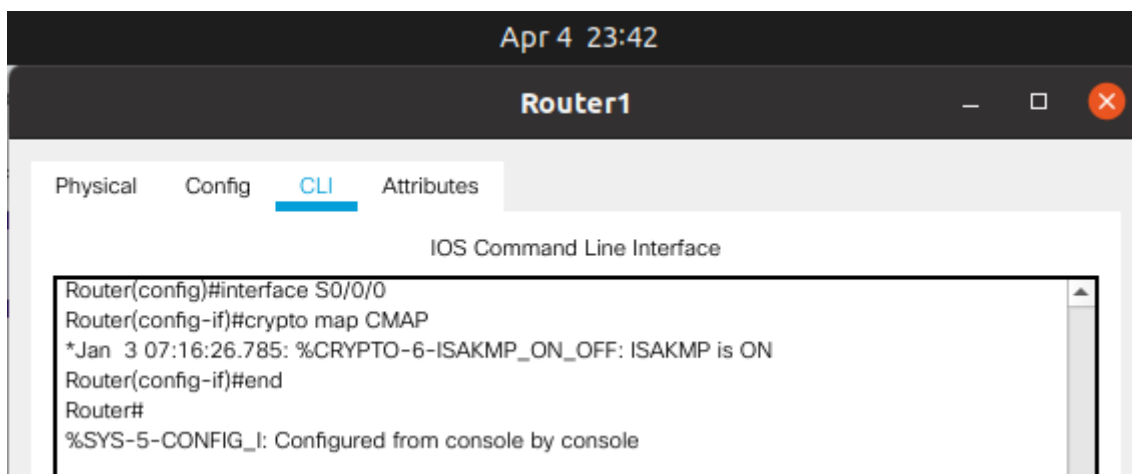 Apr 4 23:42
Router1
Physical Config CLI Attributes
IOS Command Line Interface
Router(config)#interface S0/0/0
Router(config-if)#crypto map CMAP
*Jan 3 07:16:26.785: %CRYPTO-6-ISAKMP_ON_OFF: ISAKMP is ON
Router(config-if)#end
Router#
%SYS-5-CONFIG_I: Configured from console by console